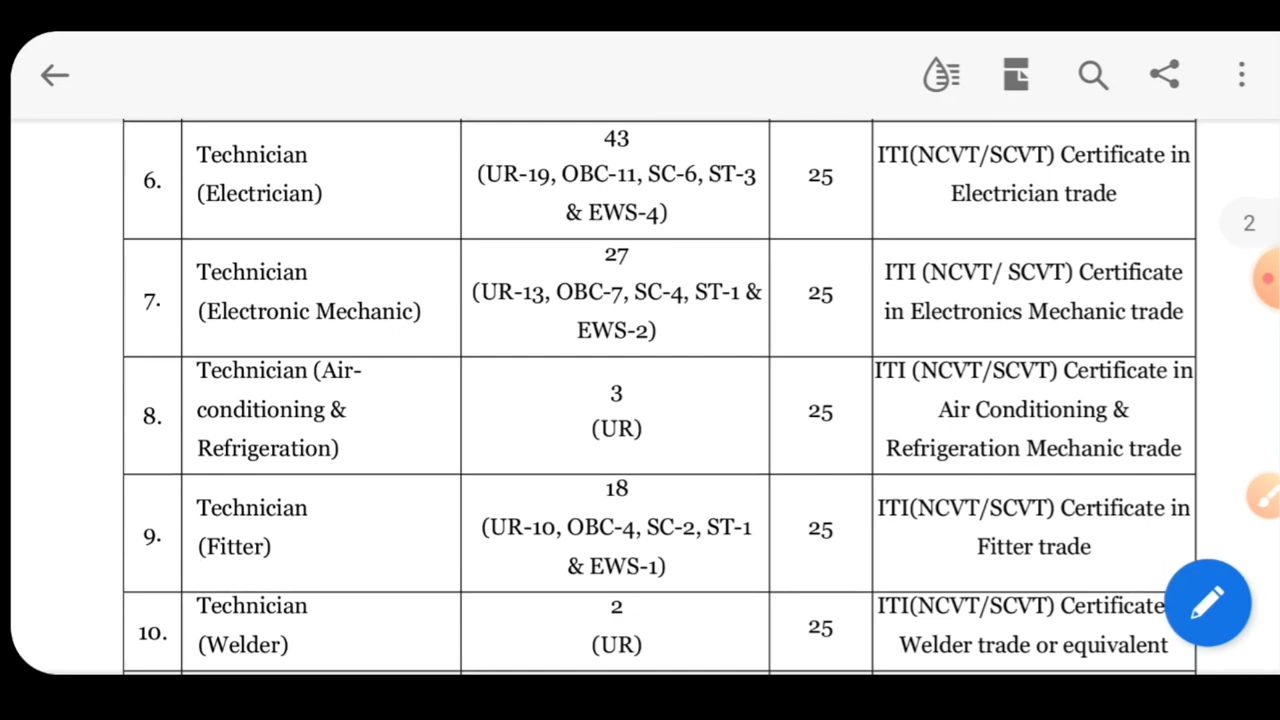 6.
Technician
(Electrician)
43
(UR-19, OBC-11, SC-6, ST-3
& EWS-4)
25
ITI(NCVT/SCVT) Certificate in
Electrician trade
2
7.
Technician
(Electronic Mechanic)
27
(UR-13, OBC-7, SC-4, ST-1 &
EWS-2)
25
ITI (NCVT/ SCVT) Certificate
in Electronics Mechanic trade
8.
Technician (Air-
conditioning &
Refrigeration)
3
(UR)
25
ITI (NCVT/SCVT) Certificate in
Air Conditioning &
Refrigeration Mechanic trade
9.
Technician
(Fitter)
18
(UR-10, OBC-4, SC-2, ST-1
& EWS-1)
25
ITI(NCVT/SCVT) Certificate in
Fitter trade
10.
Technician
(Welder)
2
(UR)
25
ITI(NCVT/SCVT) Certificate
Welder trade or equivalent